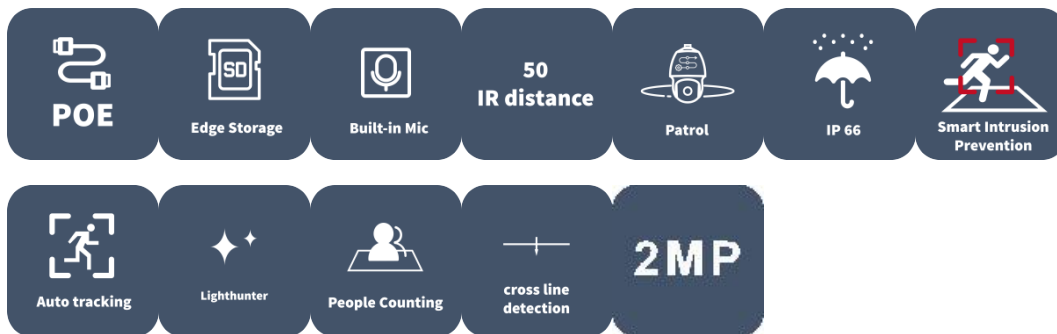 POE
SD
Edge Storage
Built-in Mic
50
IR distance
Patrol
IP 66
Smart Intrusion
Prevention
Auto tracking
Lighthunter
People Counting
cross line
detection
2MP